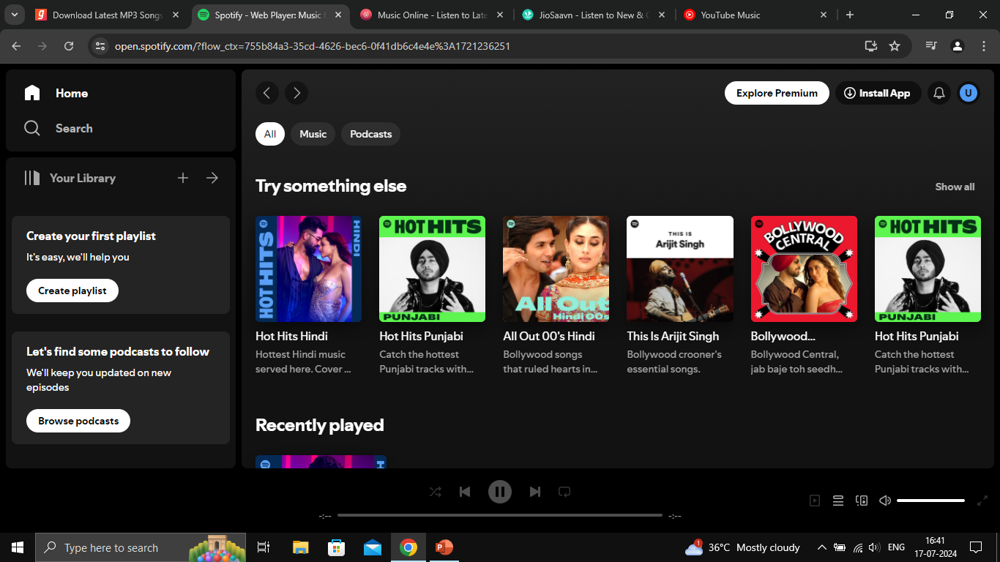 Download Latest MP3 Songs
Spotify - Web Player: Music
Music Online - Listen to Late
JioSaavn - Listen to New &
YouTube Music
open.spotify.com/?flow_ctx=755b84a3-35cd-4626-bec6-0f41db6c4e4e%3A1721236251
Home
Search
Your Library
Create your first playlist
It's easy, we'll help you
Create playlist
Let's find some podcasts to follow
We'll keep you updated on new
episodes
Browse podcasts
Explore Premium
Install App
U
All
Music
Podcasts
Try something else
Show all
HOT HITS
HINDI
Hot Hits Hindi
Hottest Hindi music
served here. Cover ...
HOT HITS
PUNJABI
Hot Hits Punjabi
Catch the hottest
Punjabi tracks with...
All Out
Hindi 00s
All Out 00's Hindi
Bollywood songs
that ruled hearts in...
THIS IS
Arijit Singh
This Is Arijit Singh
Bollywood crooner's
essential songs.
BOLLYWOOD
CENTRAL
Bollywood...
Bollywood Central,
jab baje toh seedh...
HOT HITS
PUNJABI
Hot Hits Punjabi
Catch the hottest
Punjabi tracks with...
Recently played
-:--
-:--
Type here to search
1
36°C Mostly cloudy
ENG
16:41
17-07-2024